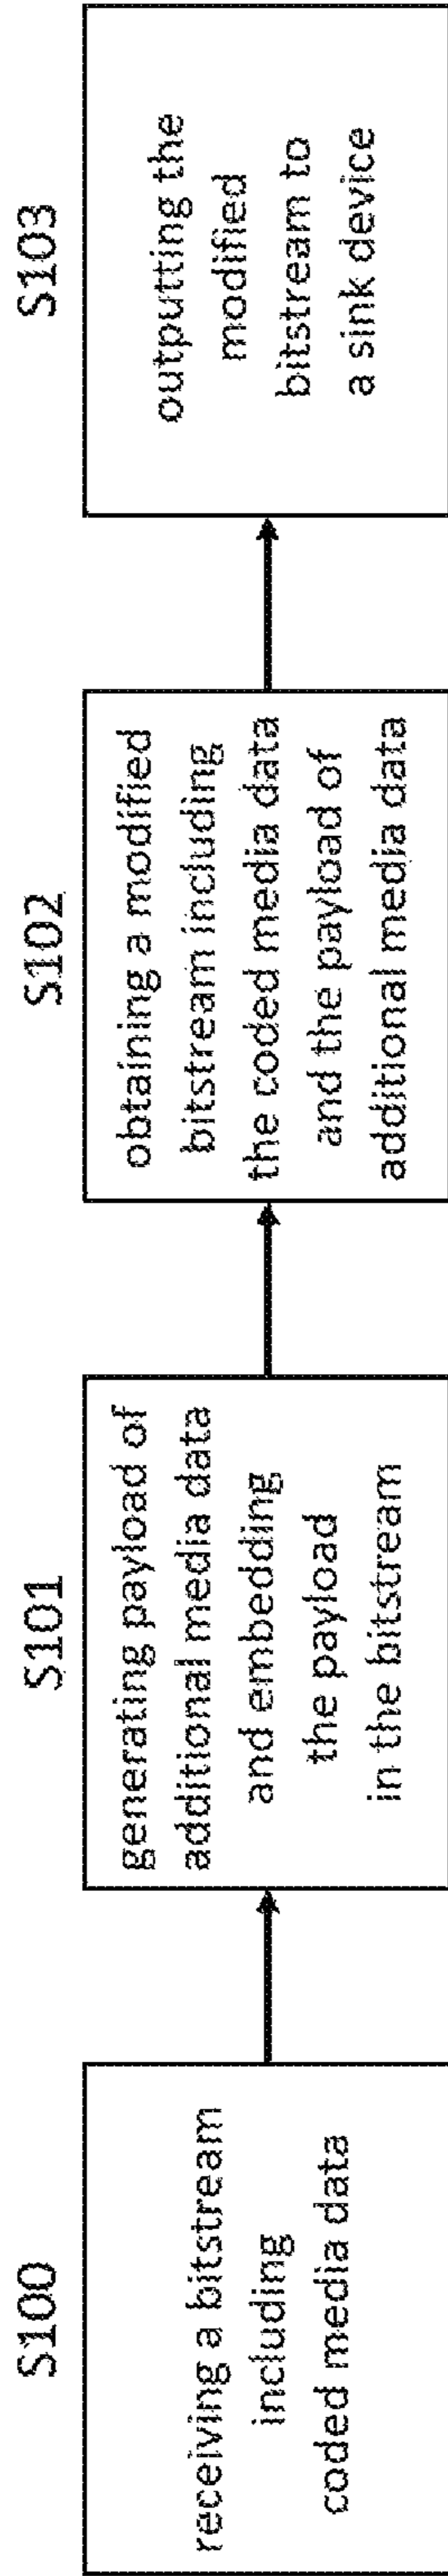 S100
receiving a bitstream
including
coded media data
S101
generating payload of
additional media data
and embedding
the payload
in the bitstream
S102
obtaining a modified
bitstream including
the coded media data
and the payload of
additional media data
S103
outputting the
modified
bitstream to
a sink device